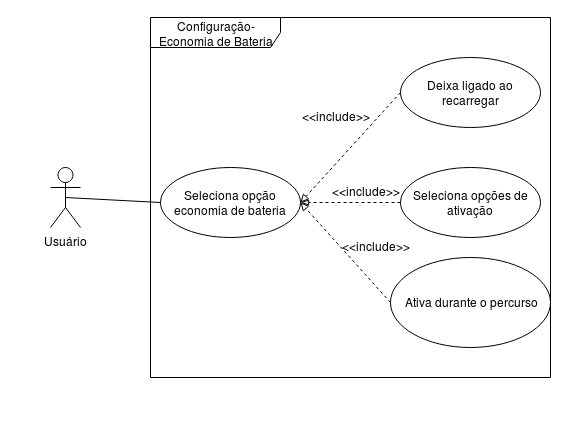 Configuração-
Economia de Bateria
Deixa ligado ao
recarregar
<<include>>
Seleciona opção
economia de bateria
<<include>>
Seleciona opções de
ativação
Usuário
<<include>>
Ativa durante o percurso